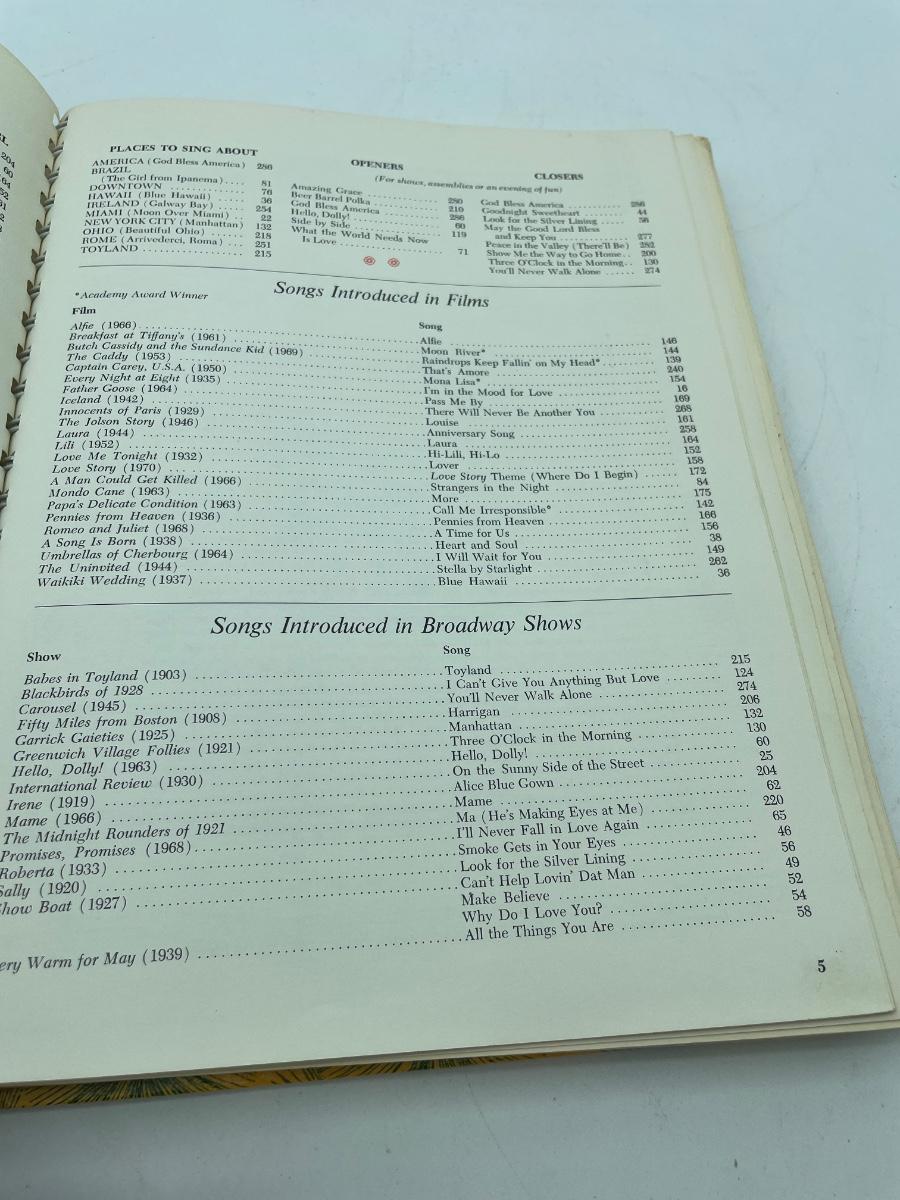 PLACES TO SING ABOUT
AMERICA (God Bless America) 286
BRAZIL
(The Girl from Ipanema) .... 81
DOWNTOWN .......... 76
HAWAII (Blue Hawaii) ...... 36
IRELAND (Galway Bay) ..... 254
MIAMI (Moon Over Miami) .. 22
NEW YORK CITY (Manhattan) 132
OHIO (Beautiful Ohio) ...... 218
ROME (Arrivederci, Roma) ... 251
TOYLAND .......... 215
OPENERS
(For shows, assemblies or an evening of fun)
Amazing Grace .......... 280
Beer Barrel Polka .......... 210
God Bless America .......... 286
Hello, Dolly! .......... 60
Side by Side .......... 119
What the World Needs Now
Is Love .......... 71
CLOSERS
God Bless America .......... 286
Goodnight Sweetheart ....... 44
Look for the Silver Lining ..... 56
May the Good Lord Bless
and Keep You .......... 277
Peace in the Valley (There'll Be) 282
Show Me the Way to Go Home .. 200
Three O'Clock in the Morning .. 130
You'll Never Walk Alone ...... 274
*Academy Award Winner
Songs Introduced in Films
Film Song
Alfie (1966) .......... Alfie .......... 146
Breakfast at Tiffany's (1961) .......... Moon River* .......... 144
Butch Cassidy and the Sundance Kid (1969) .......... Raindrops Keep Fallin' on My Head* .......... 139
The Caddy (1953) .......... That's Amore .......... 240
Captain Carey, U.S.A. (1950) .......... Mona Lisa* .......... 154
Every Night at Eight (1935) .......... I'm in the Mood for Love .......... 16
Father Goose (1964) .......... Pass Me By .......... 169
Iceland (1942) .......... There Will Never Be Another You .......... 268
Innocents of Paris (1929) .......... Louise .......... 161
The Jolson Story (1946) .......... Anniversary Song .......... 258
Laura (1944) .......... Laura .......... 164
Lili (1952) .......... Hi-Lili, Hi-Lo .......... 152
Love Me Tonight (1932) .......... Lover .......... 158
Love Story (1970) .......... Love Story Theme (Where Do I Begin) ..... 172
A Man Could Get Killed (1966) .......... Strangers in the Night .......... 84
Mondo Cane (1963) .......... More .......... 175
Papa's Delicate Condition (1963) .......... Call Me Irresponsible* .......... 142
Pennies from Heaven (1936) .......... Pennies from Heaven .......... 166
Romeo and Juliet (1968) .......... A Time for Us .......... 156
A Song Is Born (1938) .......... Heart and Soul .......... 38
Umbrellas of Cherbourg (1964) .......... I Will Wait for You .......... 149
The Uninvited (1944) .......... Stella by Starlight .......... 262
Waikiki Wedding (1937) .......... Blue Hawaii .......... 36
Songs Introduced in Broadway Shows
Show Song
Babes in Toyland (1903) .......... Toyland .......... 215
Blackbirds of 1928 .......... I Can't Give You Anything But Love .......... 124
Carousel (1945) .......... You'll Never Walk Alone .......... 274
Fifty Miles from Boston (1908) .......... Harrigan .......... 206
Garrick Gaieties (1925) .......... Manhattan .......... 132
Greenwich Village Follies (1921) .......... Three O'Clock in the Morning .......... 130
Hello, Dolly! (1963) .......... Hello, Dolly! .......... 60
International Review (1930) .......... On the Sunny Side of the Street .......... 25
Irene (1919) .......... Alice Blue Gown .......... 204
Mame (1966) .......... Mame .......... 62
The Midnight Rounders of 1921 .......... Ma (He's Making Eyes at Me) .......... 220
Promises, Promises (1968) .......... I'll Never Fall in Love Again .......... 65
Roberta (1933) .......... Smoke Gets in Your Eyes .......... 46
Sally (1920) .......... Look for the Silver Lining .......... 56
how Boat (1927) .......... Can't Help Lovin' Dat Man .......... 49
Make Believe .......... 52
Why Do I Love You? .......... 54
ery Warm for May (1939) .......... All the Things You Are .......... 58
5